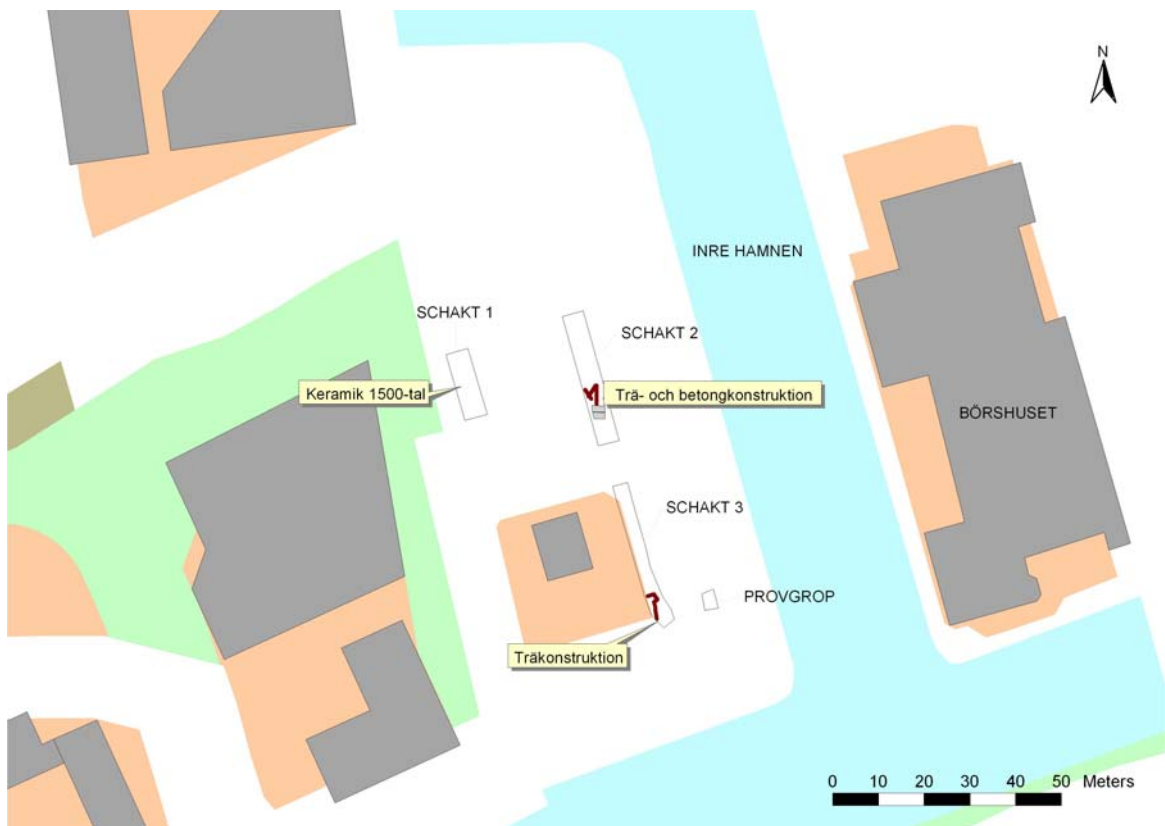 N
INRE HAMNEN
SCHAKT 1
SCHAKT 2
Keramik 1500-tal
Trä- och betongkonstruktion
BÖRSHUSET
SCHAKT 3
PROVGROP
Träkonstruktion
0 10 20 30 40 50 Meters